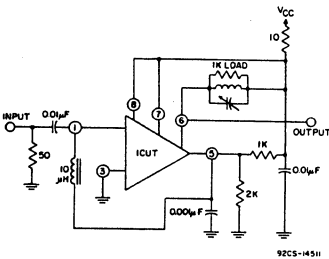 VCC
10
1K LOAD
0.01µF
8
7
6
INPUT
OUTPUT
1
ICUT
5
1K
50
10
µH
3
0.01µF
2K
0.001µF
92CS-14511